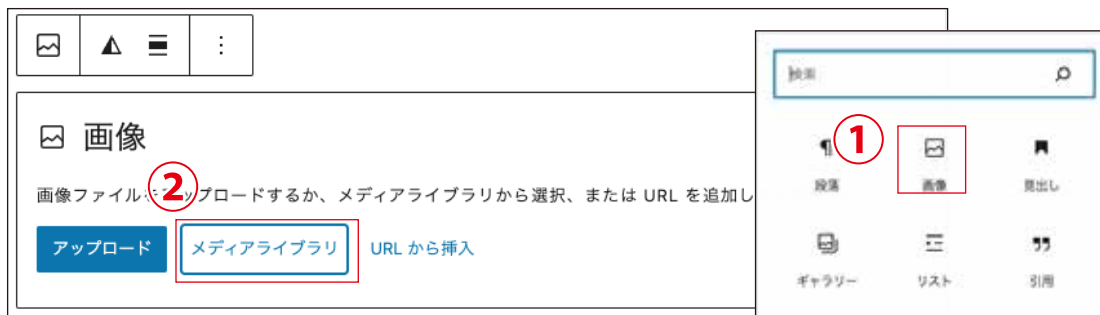 画像
画像ファイルを
②
ップロードするか、メディアライブラリから選択、または URL を追加し
アップロード
メディアライブラリ
URL から挿入
検索
①
段落
画像
見出し
ギャラリー
リスト
引用